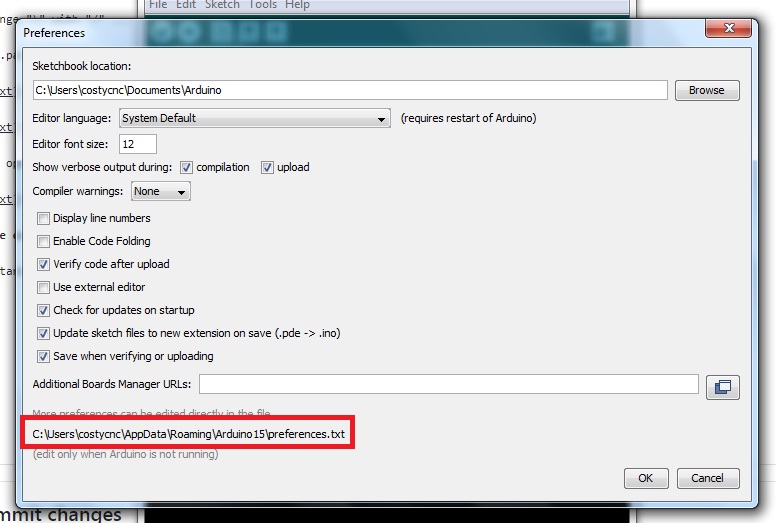 File Edit Sketch Tools Help
Preferences
Sketchbook location:
C:\Users\costycnc\Documents\Arduino
Browse
Editor language: System Default (requires restart of Arduino)
Editor font size: 12
Show verbose output during: compilation upload
Compiler warnings: None
Display line numbers
Enable Code Folding
Verify code after upload
Use external editor
Check for updates on startup
Update sketch files to new extension on save (.pde -> .ino)
Save when verifying or uploading
Additional Boards Manager URLs:
More preferences can be edited directly in the file
C:\Users\costycnc\AppData\Roaming\Arduino15\preferences.txt
(edit only when Arduino is not running)
OK Cancel
mmit changes